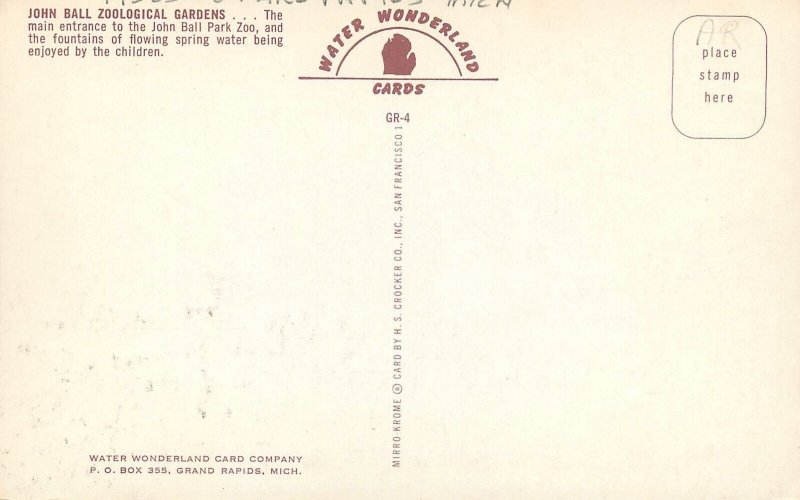 MICH
JOHN BALL ZOOLOGICAL GARDENS . . . The
main entrance to the John Ball Park Zoo, and
the fountains of flowing spring water being
enjoyed by the children.
WATER WONDERLAND
CARDS
GR-4
AR
place
stamp
here
MIRRO KROME ® CARD BY H. S. CROCKER CO., INC., SAN FRANCISCO 1
WATER WONDERLAND CARD COMPANY
P. O. BOX 355, GRAND RAPIDS, MICH.